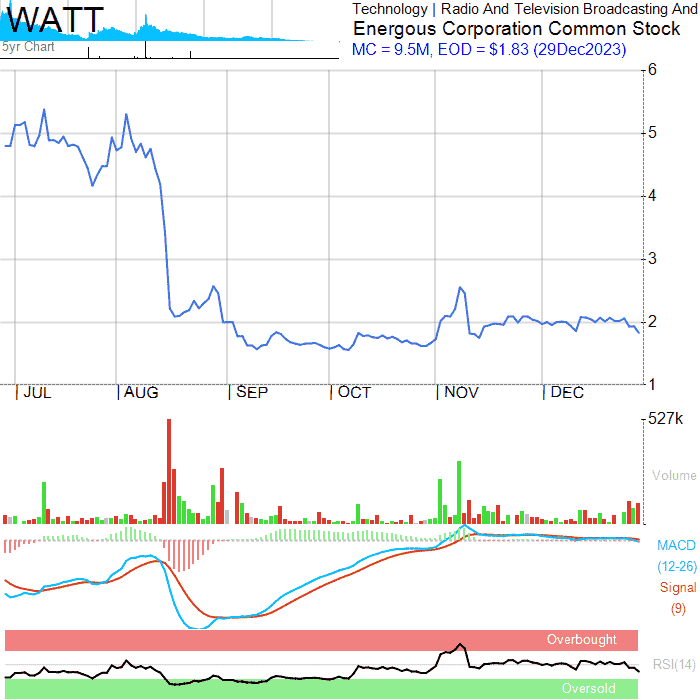 WATT
5yr Chart
Technology | Radio And Television Broadcasting And
Energous Corporation Common Stock
MC = 9.5M, EOD = $1.83 (29Dec2023)
6
5
4
3
2
1
JUL
AUG
SEP
OCT
NOV
DEC
527k
Volume
MACD
(12-26)
Signal
(9)
Overbought
RSI(14)
Oversold